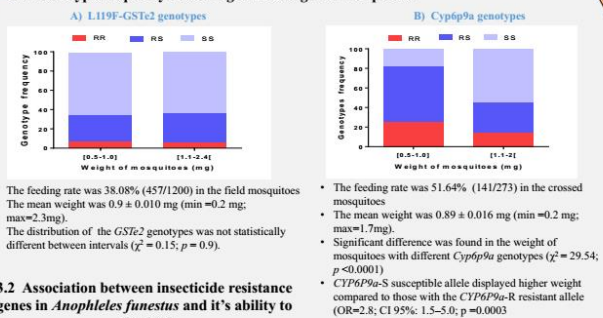 A) L119F-GSTe2 genotypes
RR RS SS
Genotype frequency
100
80
60
40
20
0
[0.5-1.0] [1.1-2.4[
Weight of mosquitoes (mg)
The feeding rate was 38.08% (457/1200) in the field mosquitoes
The mean weight was 0.9 ± 0.010 mg (min =0.2 mg;
max=2.3mg).
The distribution of the GSTe2 genotypes was not statistically
different between intervals (χ² = 0.15; p = 0.9).
3.2 Association between insecticide resistance
genes in Anopheles funestus and it's ability to
B) Cyp6p9a genotypes
RR RS SS
Genotypes frequency
100
80
60
40
20
0
[0.5-1.0] [1.1-2[
Weight of mosquitoes (mg)
• The feeding rate was 51.64% (141/273) in the crossed
mosquitoes
• The mean weight was 0.89 ± 0.016 mg (min =0.2 mg;
max=1.7mg).
• Significant difference was found in the weight of
mosquitoes with different Cyp6p9a genotypes (χ² = 29.54;
p <0.0001)
• CYP6P9a-S susceptible allele displayed higher weight
compared to those with the CYP6P9a-R resistant allele
(OR=2.8; CI 95%: 1.5–5.0; p =0.0003